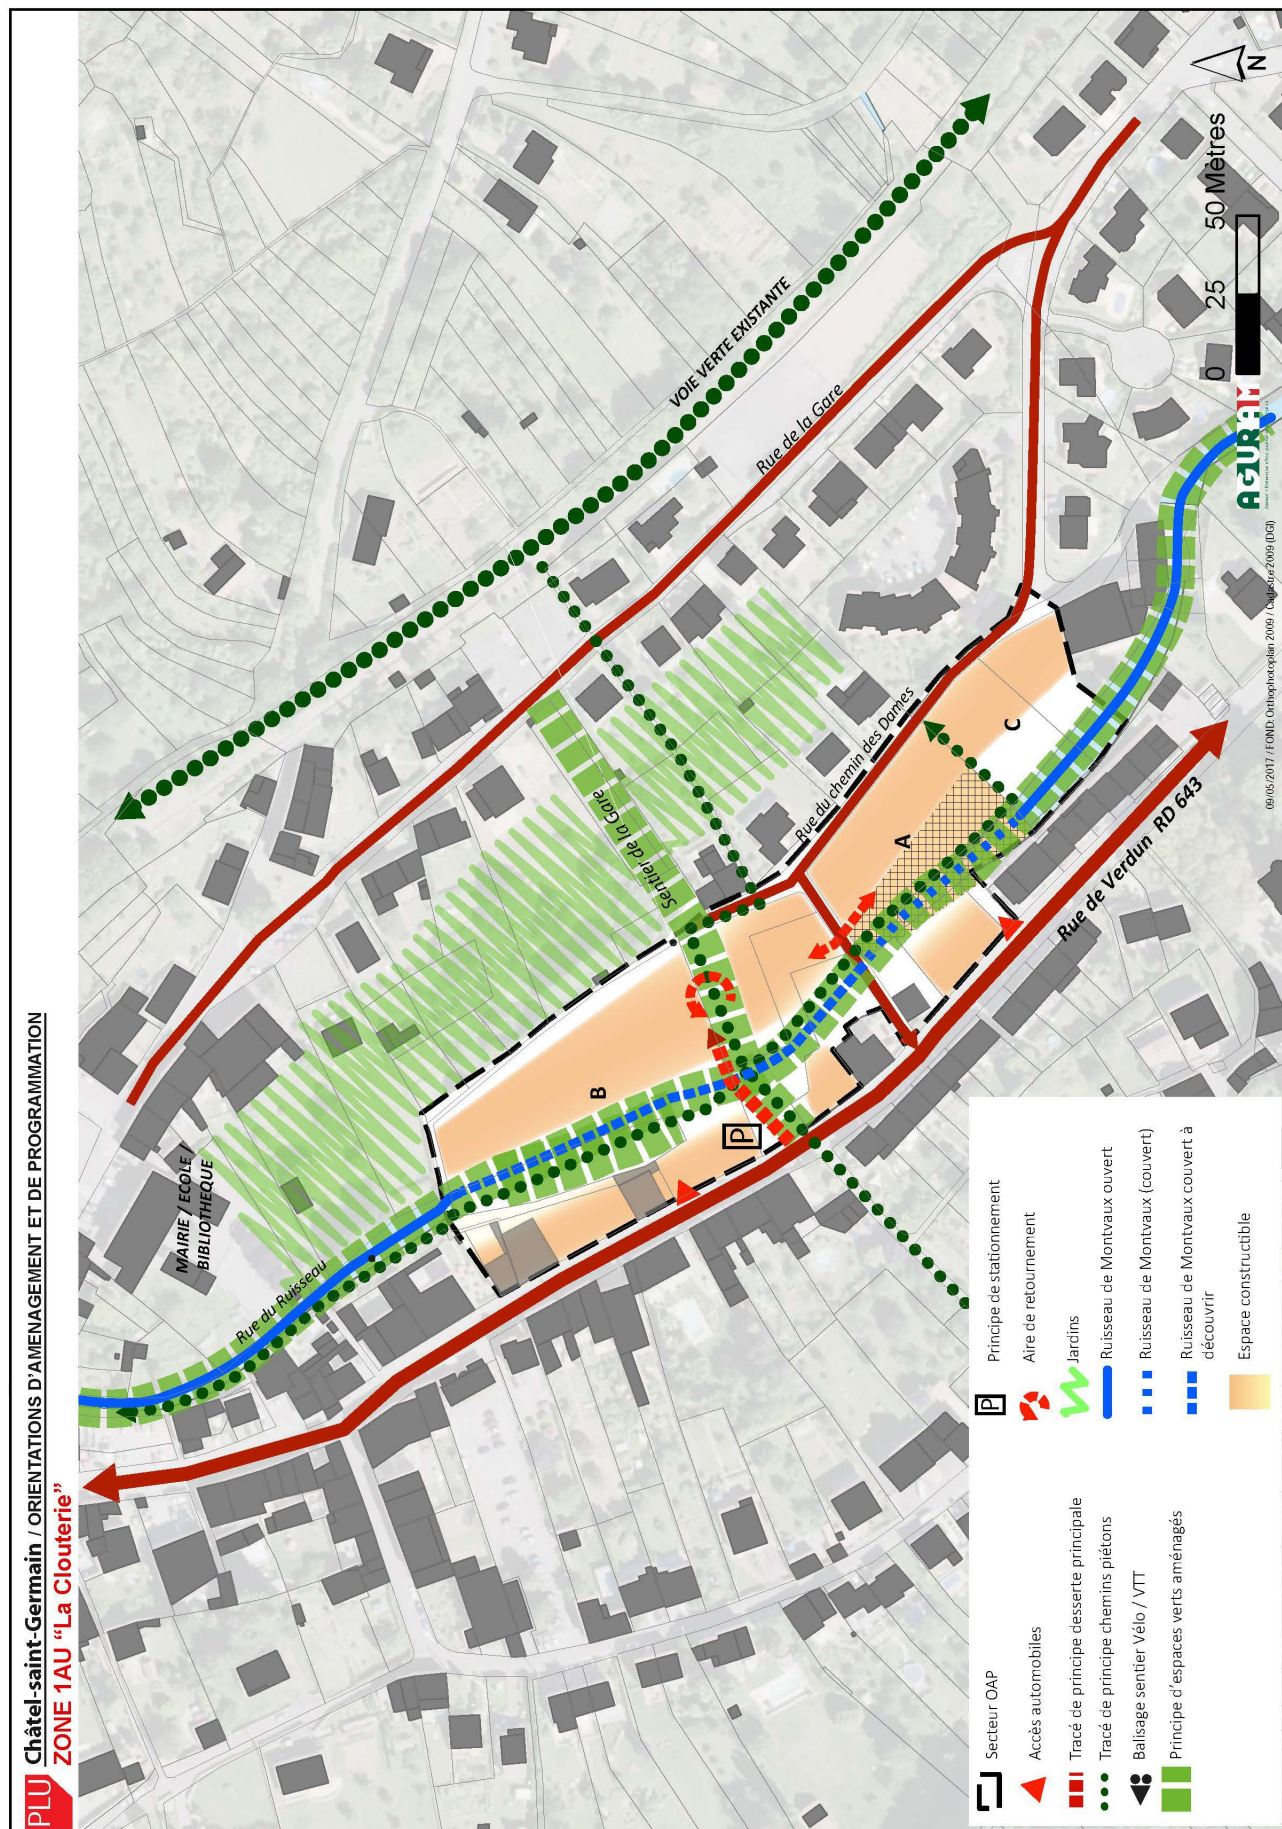 PLU Châtel-saint-Germain / ORIENTATIONS D'AMENAGEMENT ET DE PROGRAMMATION
ZONE 1AU "La Clouterie"
MAIRIE / ECOLE /
BIBLIOTHEQUE
Rue du Ruisseau
VOIE VERTE EXISTANTE
Rue de la Gare
Sentier de la Gare
Rue du chemin des Dames
B
P
A
C
Rue de Verdun RD 643
Secteur OAP
Accès automobiles
Tracé de principe desserte principale
Tracé de principe chemins piétons
Balisage sentier Vélo / VTT
Principe d'espaces verts aménagés
P Principe de stationnement
Aire de retournement
Jardins
Ruisseau de Montvaux ouvert
Ruisseau de Montvaux (couvert)
Ruisseau de Montvaux couvert à
découvrir
Espace constructible
09/05/2017 / FOND: Orthophotoplan 2009 / Cadastre 2009 (DGI)
AGURAM
0 25 50 Mètres
N